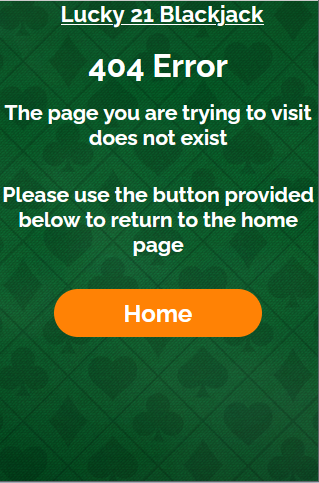 Lucky 21 Blackjack
404 Error
The page you are trying to visit
does not exist
Please use the button provided
below to return to the home
page
Home